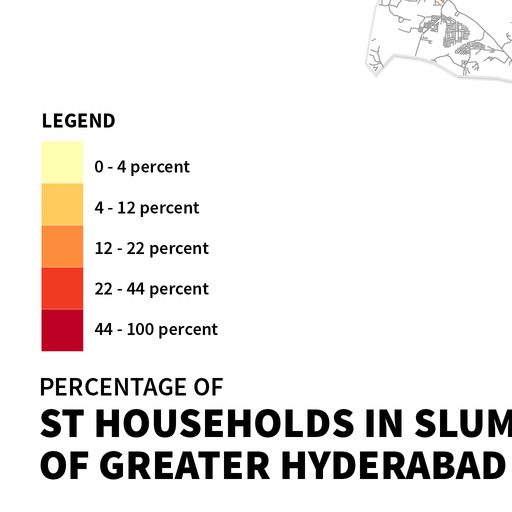 LEGEND
0 - 4 percent
4 - 12 percent
12 - 22 percent
22 - 44 percent
44 - 100 percent
PERCENTAGE OF
ST HOUSEHOLDS IN SLUM
OF GREATER HYDERABAD